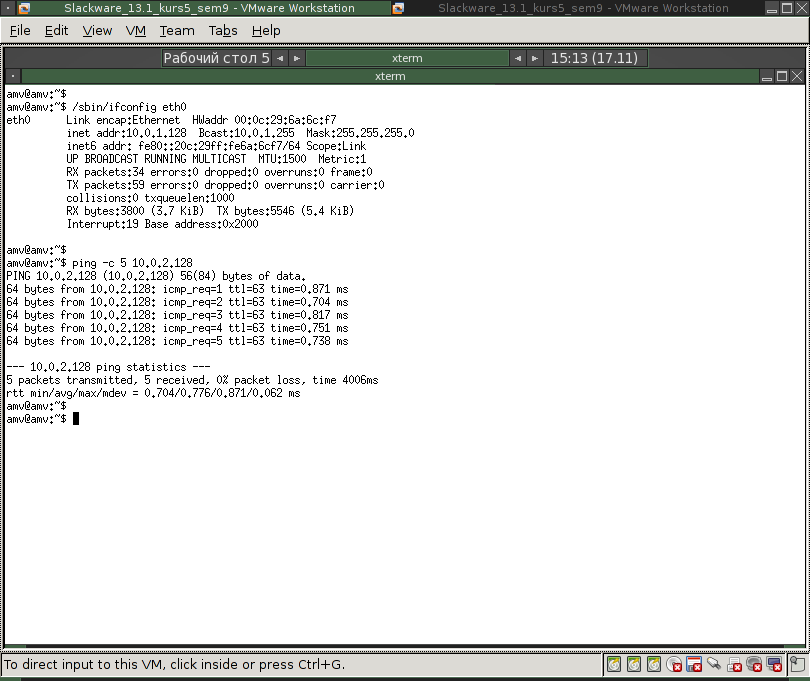 Slackware_13.1_kurs5_sem9 - VMware Workstation
Slackware_13.1_kurs5_sem9 - VMware Workstation
File Edit View VM Team Tabs Help
Рабочий стол 5 xterm 15:13 (17.11)
xterm
amv@amv:~$
amv@amv:~$ /sbin/ifconfig eth0
eth0 Link encap:Ethernet HWaddr 00:0c:29:6a:6c:f7
inet addr:10.0.1.128 Bcast:10.0.1.255 Mask:255.255.255.0
inet6 addr: fe80::20c:29ff:fe6a:6cf7/64 Scope:Link
UP BROADCAST RUNNING MULTICAST MTU:1500 Metric:1
RX packets:34 errors:0 dropped:0 overruns:0 frame:0
TX packets:59 errors:0 dropped:0 overruns:0 carrier:0
collisions:0 txqueuelen:1000
RX bytes:3800 (3.7 KiB) TX bytes:5546 (5.4 KiB)
Interrupt:19 Base address:0x2000
amv@amv:~$
amv@amv:~$ ping -c 5 10.0.2.128
PING 10.0.2.128 (10.0.2.128) 56(84) bytes of data.
64 bytes from 10.0.2.128: icmp_req=1 ttl=63 time=0.871 ms
64 bytes from 10.0.2.128: icmp_req=2 ttl=63 time=0.704 ms
64 bytes from 10.0.2.128: icmp_req=3 ttl=63 time=0.817 ms
64 bytes from 10.0.2.128: icmp_req=4 ttl=63 time=0.751 ms
64 bytes from 10.0.2.128: icmp_req=5 ttl=63 time=0.738 ms
--- 10.0.2.128 ping statistics ---
5 packets transmitted, 5 received, 0% packet loss, time 4006ms
rtt min/avg/max/mdev = 0.704/0.776/0.871/0.062 ms
amv@amv:~$
amv@amv:~$
To direct input to this VM, click inside or press Ctrl+G.